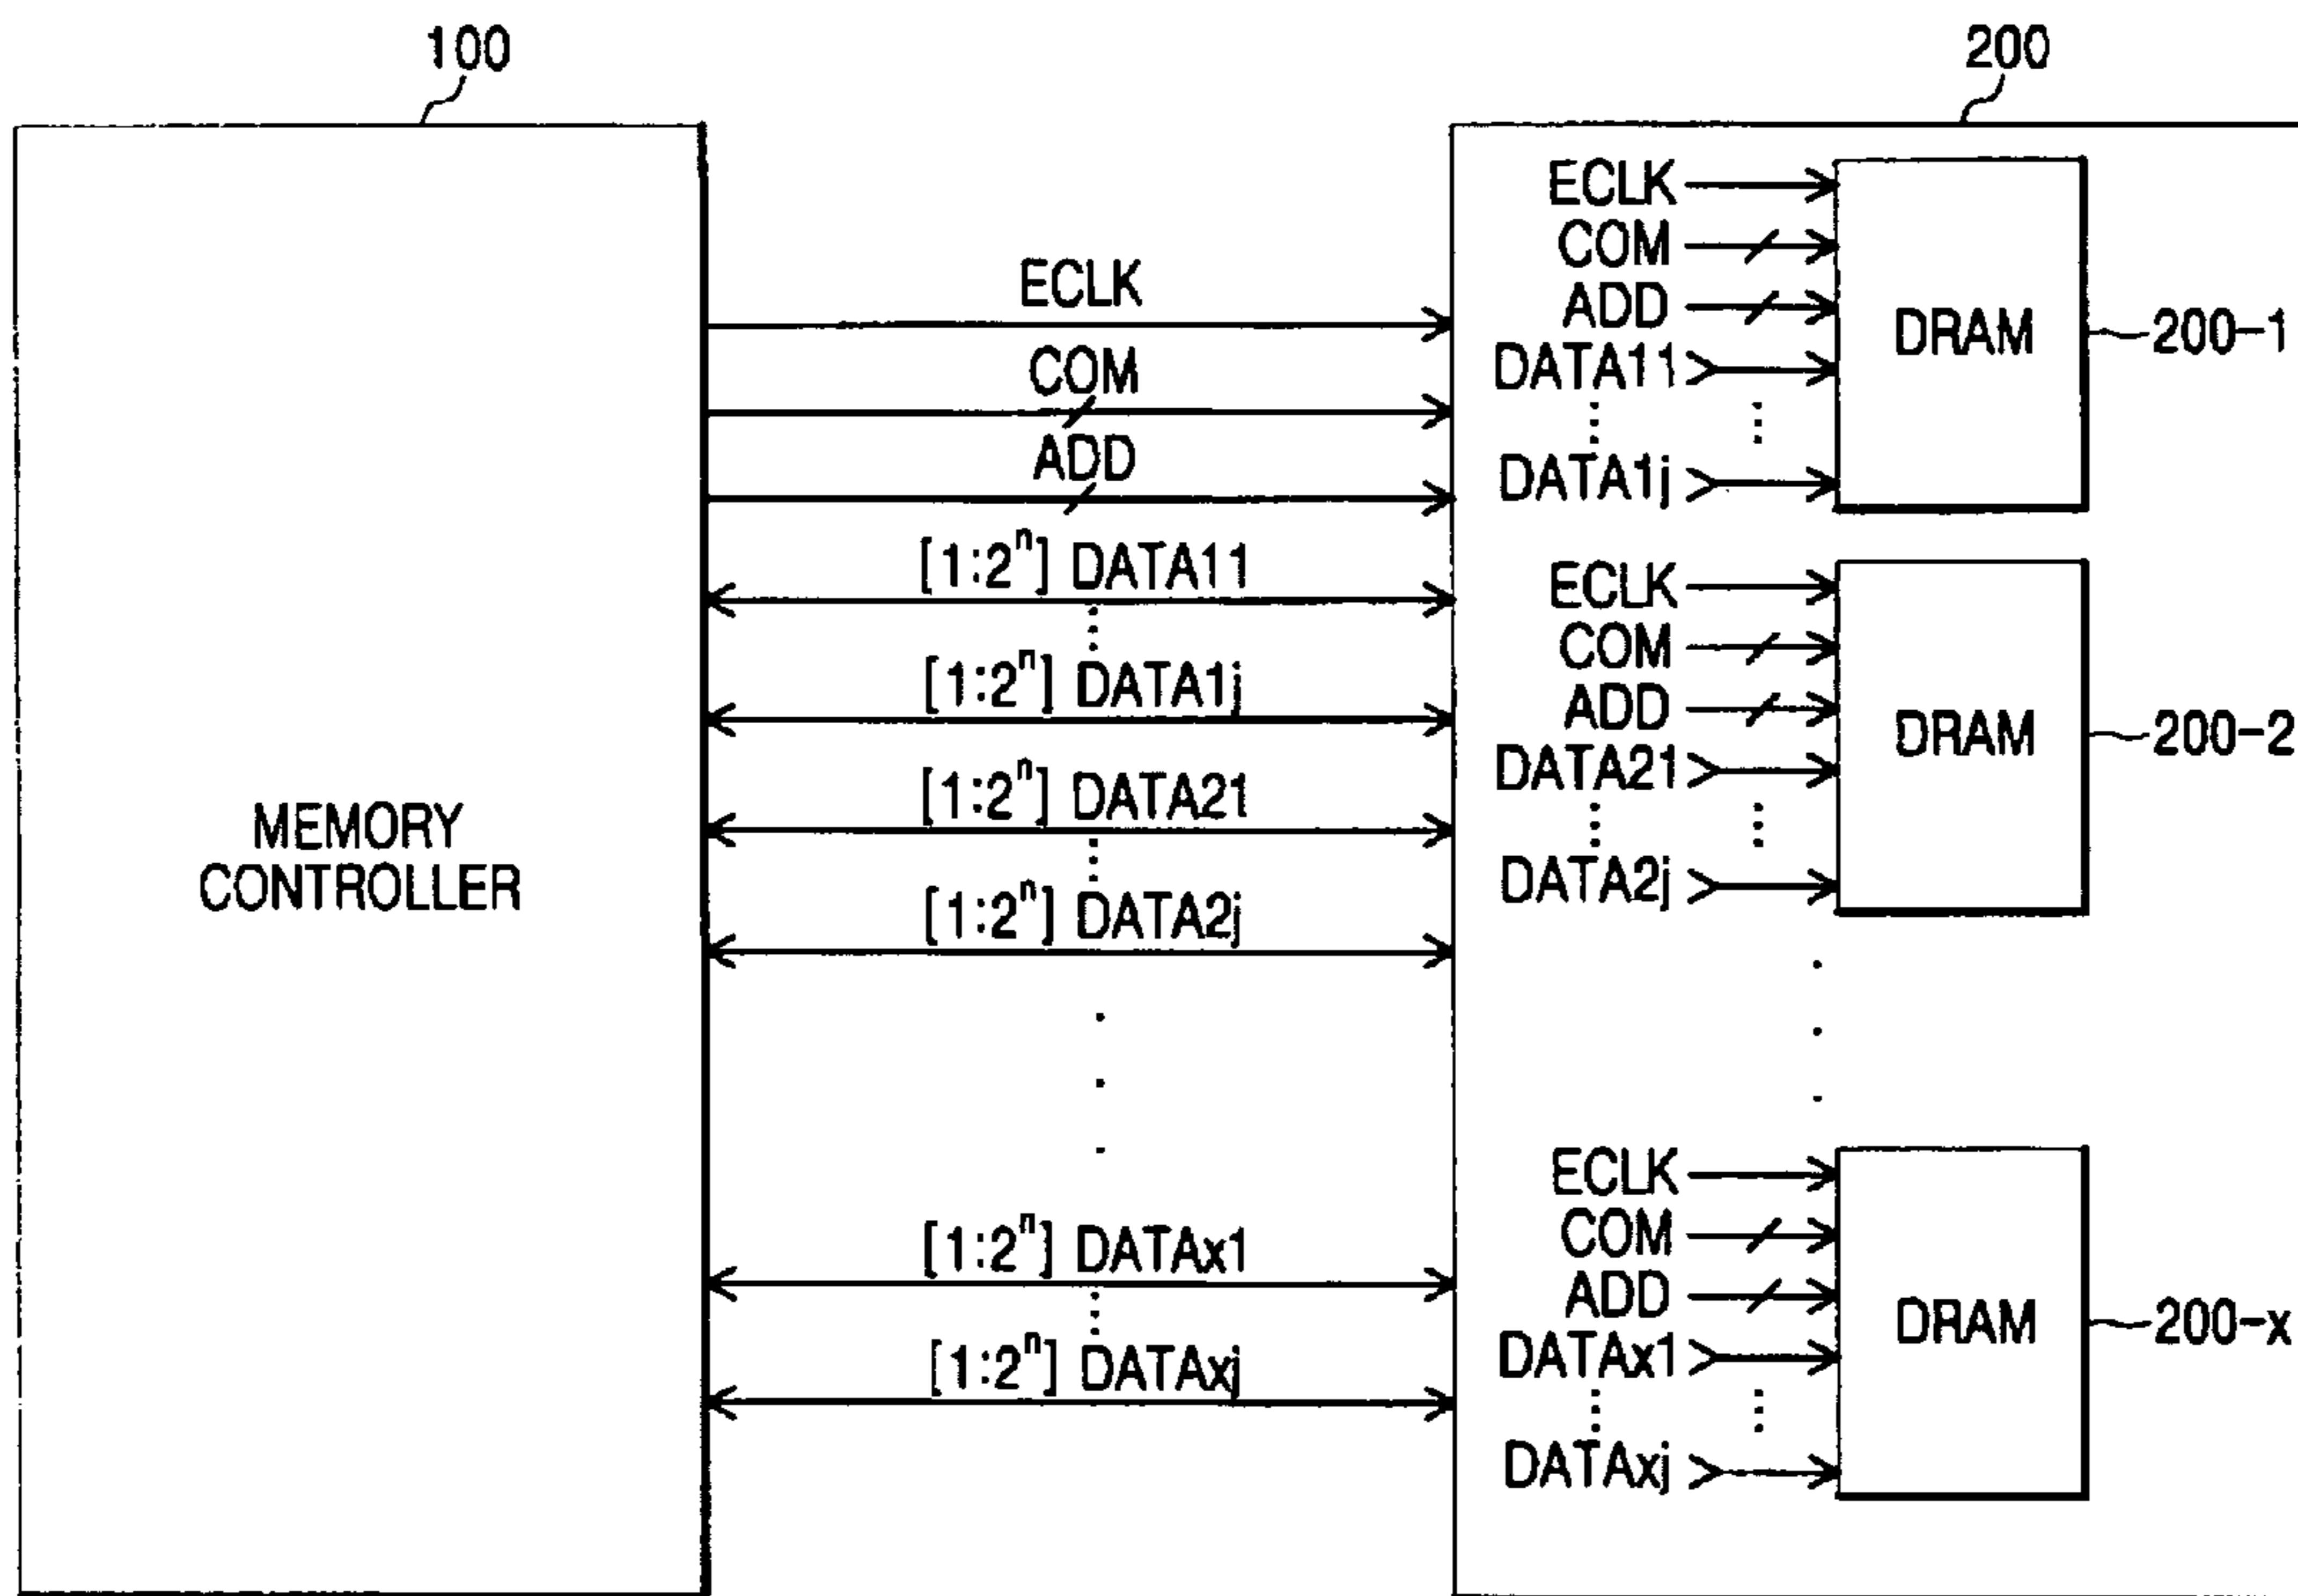 100
200
MEMORY
CONTROLLER
ECLK
COM
ADD
[1:2ⁿ] DATA11
[1:2ⁿ] DATA1j
[1:2ⁿ] DATA21
[1:2ⁿ] DATA2j
[1:2ⁿ] DATAx1
[1:2ⁿ] DATAxj
ECLK
COM
ADD
DATA11
DATA1j
DRAM
200-1
ECLK
COM
ADD
DATA21
DATA2j
DRAM
200-2
ECLK
COM
ADD
DATAx1
DATAxj
DRAM
200-x